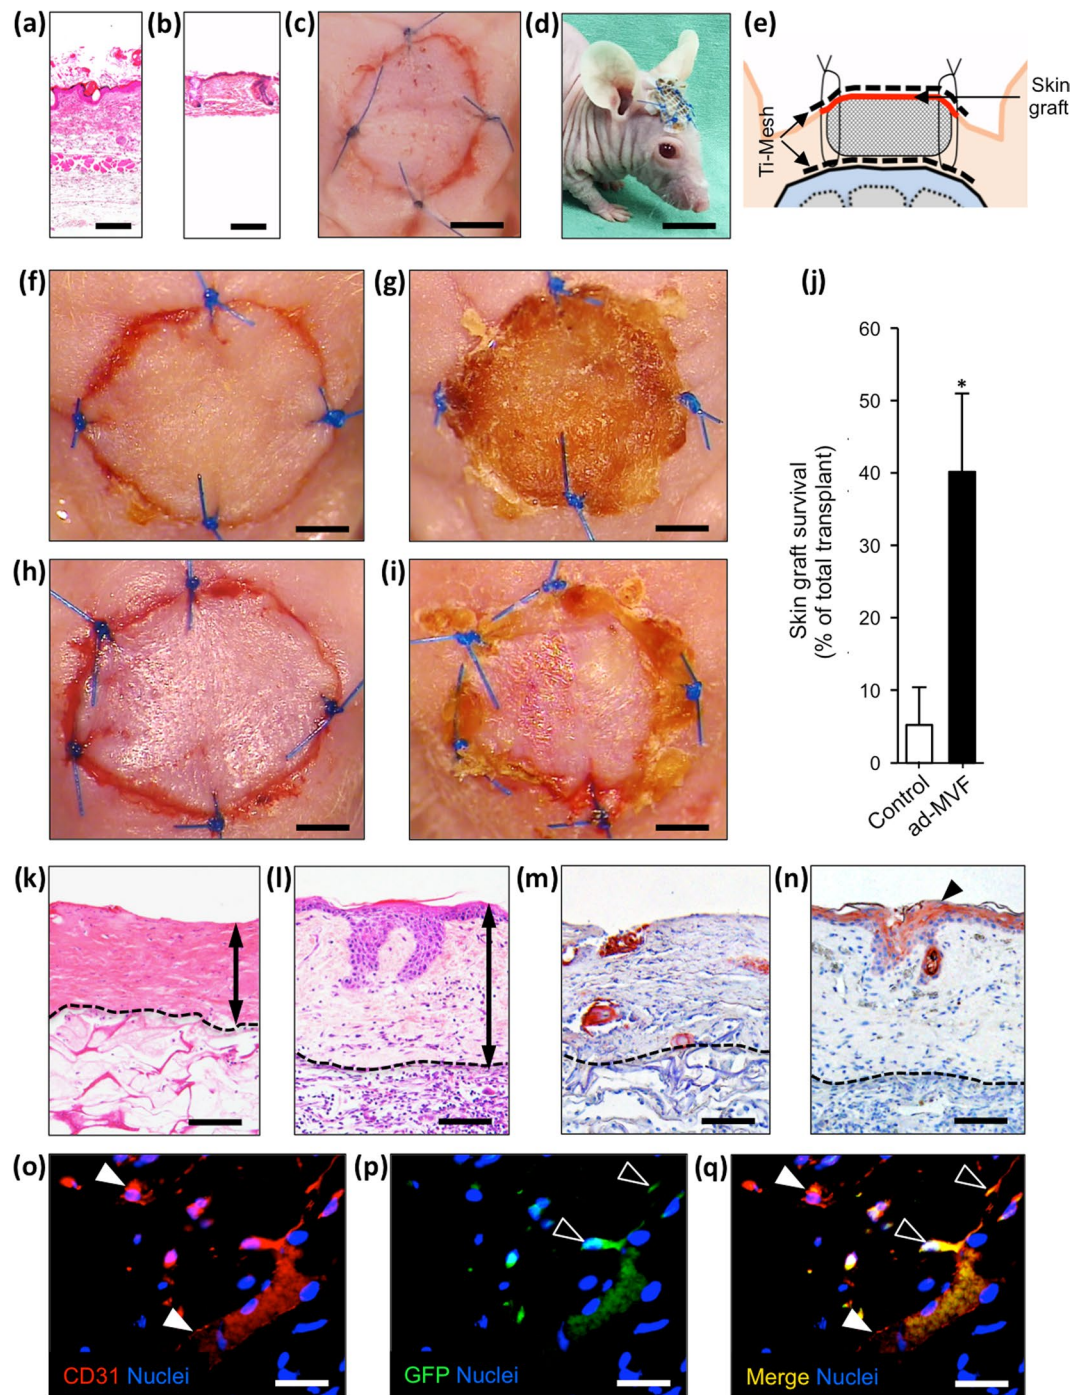 (a)
(b)
(c)
(d)
(e)
Ti-Mesh
Skin
graft
(f)
(g)
(h)
(i)
(j)
Skin graft survival
(% of total transplant)
60
50
40
30
20
10
0
*
Control
ad-MVF
(k)
(l)
(m)
(n)
(o)
CD31 Nuclei
(p)
GFP Nuclei
(q)
Merge Nuclei